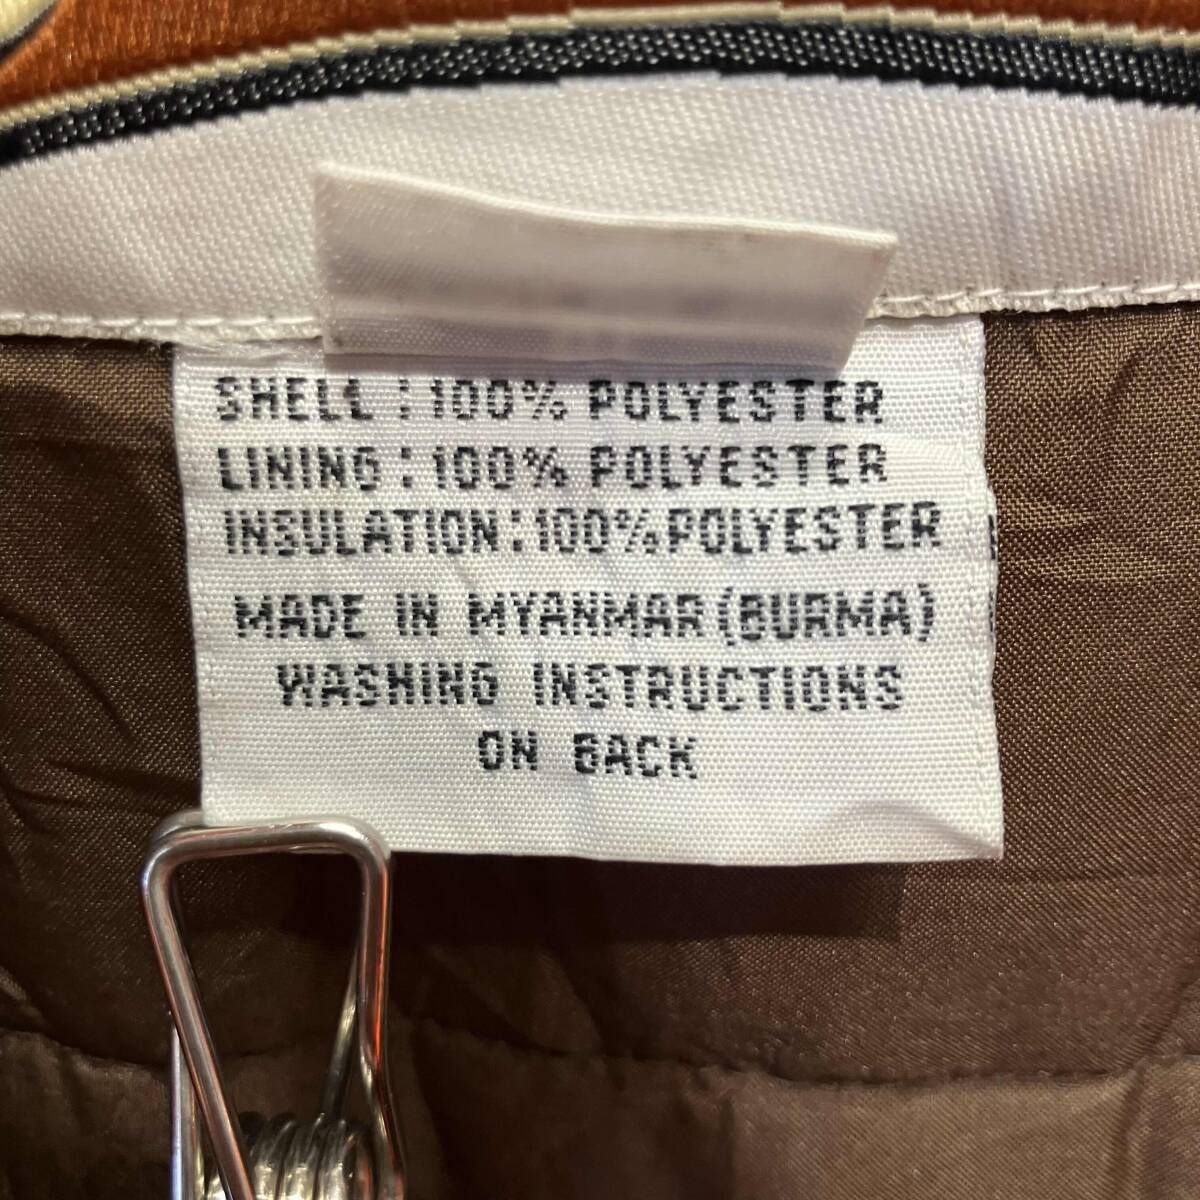 SHELL : 100% POLYESTER
LINING : 100% POLYESTER
INSULATION : 100% POLYESTER
MADE IN MYANMAR (BURMA)
WASHING INSTRUCTIONS
ON BACK